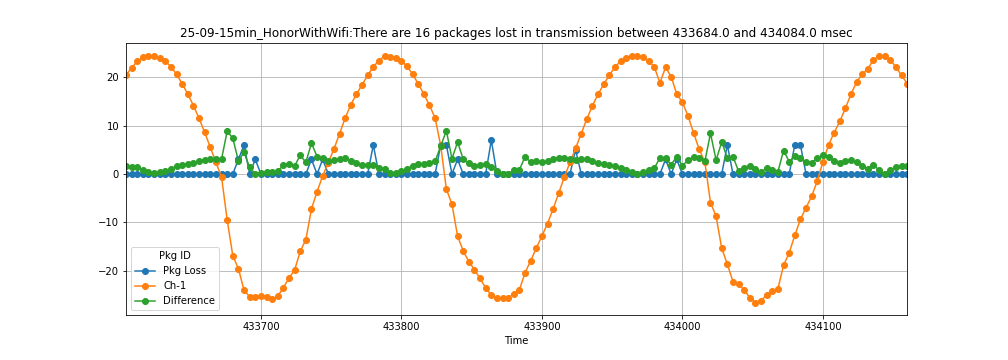 25-09-15min_HonorWithWifi:There are 16 packages lost in transmission between 433684.0 and 434084.0 msec
20
10
0
−10
−20
Pkg ID
Pkg Loss
Ch-1
Difference
433700 433800 433900 434000 434100
Time